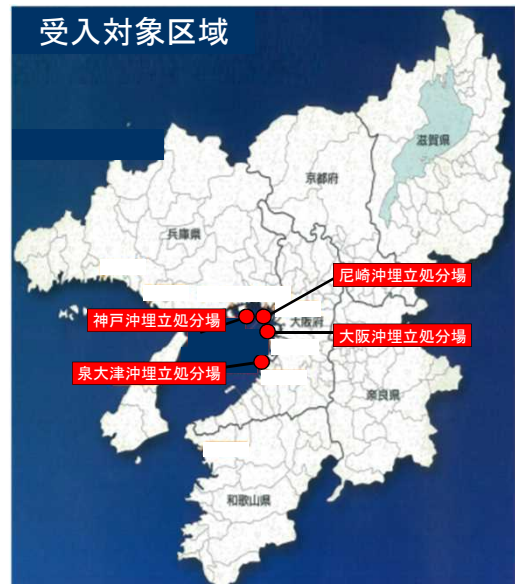 受入対象区域
滋賀県
京都府
兵庫県
尼崎沖埋立処分場
神戸沖埋立処分場
大阪府
大阪沖埋立処分場
泉大津沖埋立処分場
奈良県
和歌山県